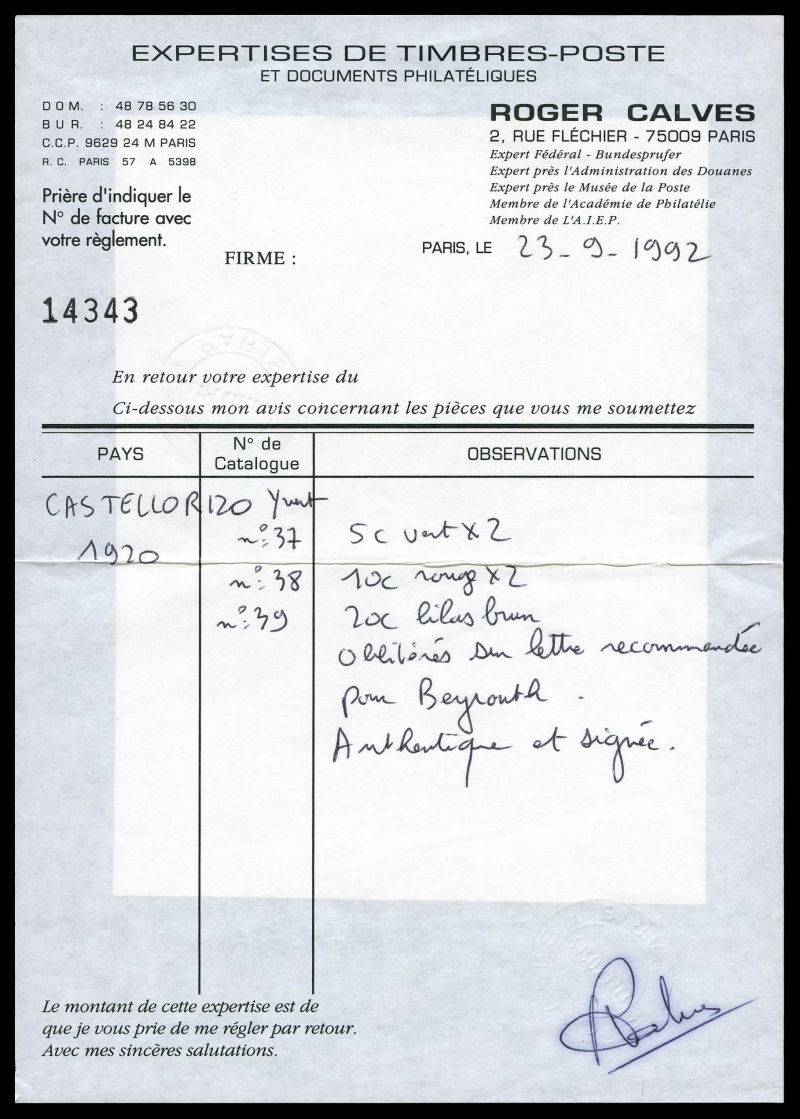 EXPERTISES DE TIMBRES-POSTE
ET DOCUMENTS PHILATÉLIQUES
DOM. : 48 78 56 30
BUR. : 48 24 84 22
C.C.P. 9629 24 M PARIS
R. C. PARIS 57 A 5398
ROGER CALVES
2, RUE FLÉCHIER - 75009 PARIS
Expert Fédéral - Bundesprufer
Expert près l'Administration des Douanes
Expert près le Musée de la Poste
Membre de l'Académie de Philatélie
Membre de L'A.I.E.P.
Prière d'indiquer le
N° de facture avec
votre règlement.
FIRME :
PARIS, LE 23-9-1992
14343
En retour votre expertise du
Ci-dessous mon avis concernant les pièces que vous me soumettez
PAYS
N° de
Catalogue
OBSERVATIONS
CASTELLORIZO Yvert
1920
n°: 37 5c vert x 2
n°: 38 10c rouge x 2
n°: 39 20c lilas brun
Oblitérés sur lettre recommandée
pour Beyrouth.
Authentique et signée.
Le montant de cette expertise est de
que je vous prie de me régler par retour.
Avec mes sincères salutations.